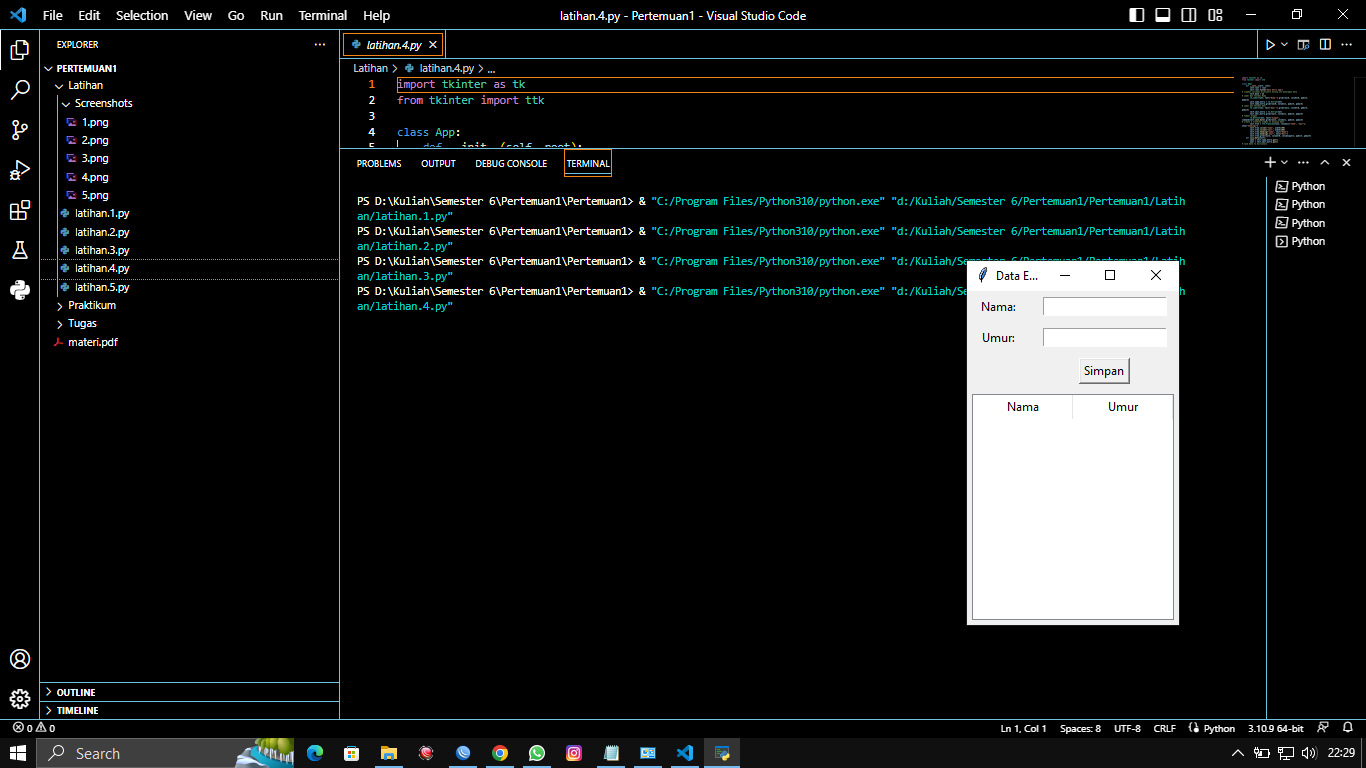 File Edit Selection View Go Run Terminal Help
latihan.4.py - Pertemuan1 - Visual Studio Code
EXPLORER
PERTEMUAN1
Latihan
Screenshots
1.png
2.png
3.png
4.png
5.png
latihan.1.py
latihan.2.py
latihan.3.py
latihan.4.py
latihan.5.py
Praktikum
Tugas
materi.pdf
OUTLINE
TIMELINE
latihan.4.py
Latihan > latihan.4.py > ...
1 import tkinter as tk
2 from tkinter import ttk
3
4 class App:
def __init__(self, root):
PROBLEMS OUTPUT DEBUG CONSOLE TERMINAL
PS D:\Kuliah\Semester 6\Pertemuan1\Pertemuan1> & "C:/Program Files/Python310/python.exe" "d:/Kuliah/Semester 6/Pertemuan1/Pertemuan1/Latih
an/latihan.1.py"
PS D:\Kuliah\Semester 6\Pertemuan1\Pertemuan1> & "C:/Program Files/Python310/python.exe" "d:/Kuliah/Semester 6/Pertemuan1/Pertemuan1/Latih
an/latihan.2.py"
PS D:\Kuliah\Semester 6\Pertemuan1\Pertemuan1> & "C:/Program Files/Python310/python.exe" "d:/Kuliah/Semester 6/Pertemuan1/Pertemuan1/Latih
an/latihan.3.py"
PS D:\Kuliah\Semester 6\Pertemuan1\Pertemuan1> & "C:/Program Files/Python310/python.exe" "d:/Kuliah/Se
an/latihan.4.py"
Python
Python
Python
Python
Data E...
Nama:
Umur:
Simpan
Nama Umur
0 0
Ln 1, Col 1 Spaces: 8 UTF-8 CRLF Python 3.10.9 64-bit
Search
22:29